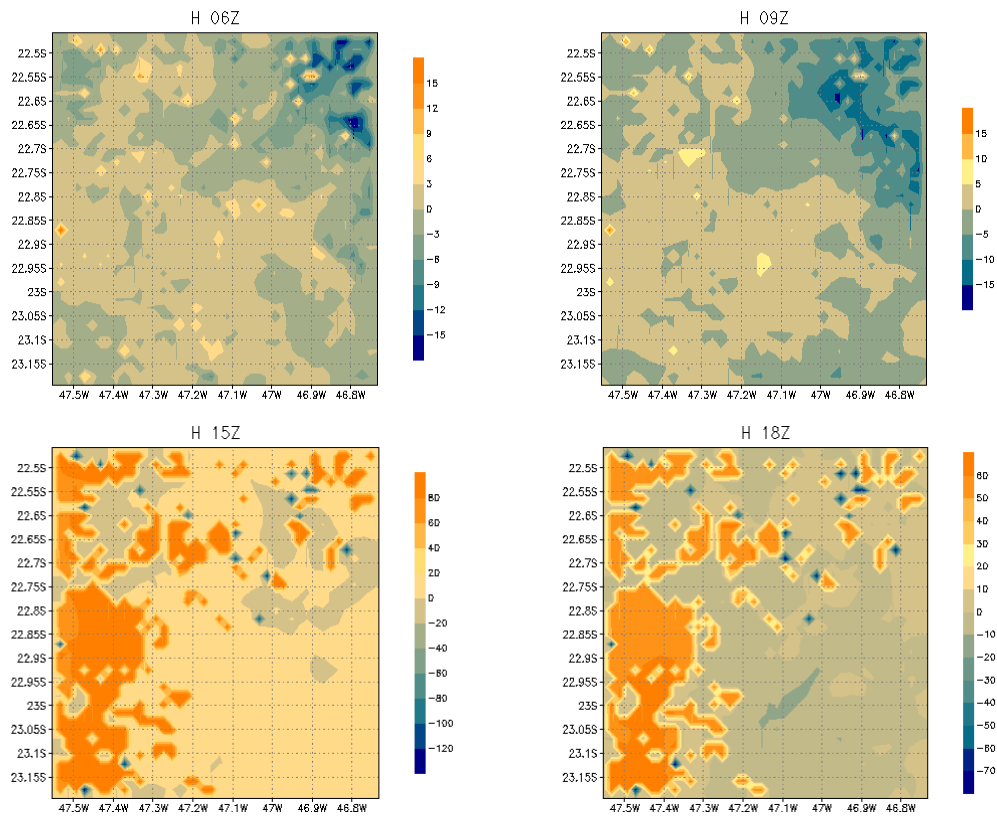 H 06Z
22.5S
22.55S
22.6S
22.65S
22.7S
22.75S
22.8S
22.85S
22.9S
22.95S
23S
23.05S
23.1S
23.15S
47.5W 47.4W 47.3W 47.2W 47.1W 47W 46.9W 46.8W
15
12
9
6
3
0
-3
-6
-9
-12
-15
H 09Z
22.5S
22.55S
22.6S
22.65S
22.7S
22.75S
22.8S
22.85S
22.9S
22.95S
23S
23.05S
23.1S
23.15S
47.5W 47.4W 47.3W 47.2W 47.1W 47W 46.9W 46.8W
15
10
5
0
-5
-10
-15
H 15Z
22.5S
22.55S
22.6S
22.65S
22.7S
22.75S
22.8S
22.85S
22.9S
22.95S
23S
23.05S
23.1S
23.15S
47.5W 47.4W 47.3W 47.2W 47.1W 47W 46.9W 46.8W
80
60
40
20
0
-20
-40
-60
-80
-100
-120
H 18Z
22.5S
22.55S
22.6S
22.65S
22.7S
22.75S
22.8S
22.85S
22.9S
22.95S
23S
23.05S
23.1S
23.15S
47.5W 47.4W 47.3W 47.2W 47.1W 47W 46.9W 46.8W
60
50
40
30
20
10
0
-10
-20
-30
-40
-50
-60
-70